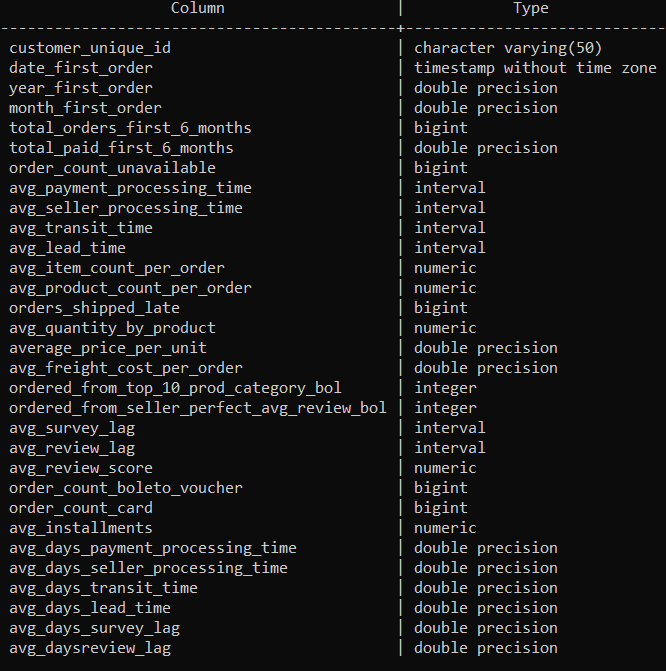 Column | Type
-----------------------------------------+-----------------------------
customer_unique_id | character varying(50)
date_first_order | timestamp without time zone
year_first_order | double precision
month_first_order | double precision
total_orders_first_6_months | bigint
total_paid_first_6_months | double precision
order_count_unavailable | bigint
avg_payment_processing_time | interval
avg_seller_processing_time | interval
avg_transit_time | interval
avg_lead_time | interval
avg_item_count_per_order | numeric
avg_product_count_per_order | numeric
orders_shipped_late | bigint
avg_quantity_by_product | numeric
average_price_per_unit | double precision
avg_freight_cost_per_order | double precision
ordered_from_top_10_prod_category_bol | integer
ordered_from_seller_perfect_avg_review_bol | integer
avg_survey_lag | interval
avg_review_lag | interval
avg_review_score | numeric
order_count_boleto_voucher | bigint
order_count_card | bigint
avg_installments | numeric
avg_days_payment_processing_time | double precision
avg_days_seller_processing_time | double precision
avg_days_transit_time | double precision
avg_days_lead_time | double precision
avg_days_survey_lag | double precision
avg_daysreview_lag | double precision